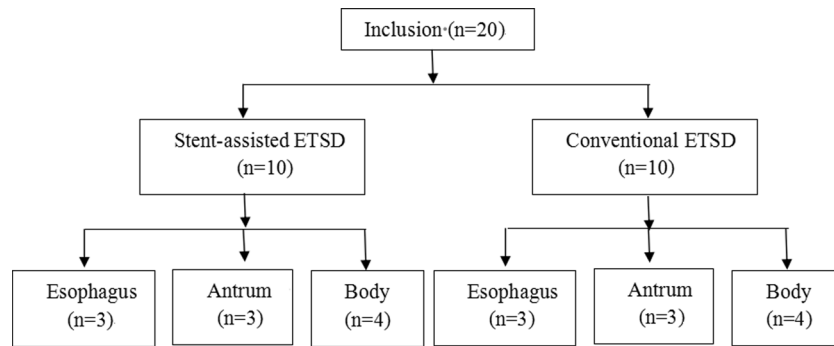 Inclusion (n=20)
Stent-assisted ETSD
(n=10)
Conventional ETSD
(n=10)
Esophagus
(n=3)
Antrum
(n=3)
Body
(n=4)
Esophagus
(n=3)
Antrum
(n=3)
Body
(n=4)